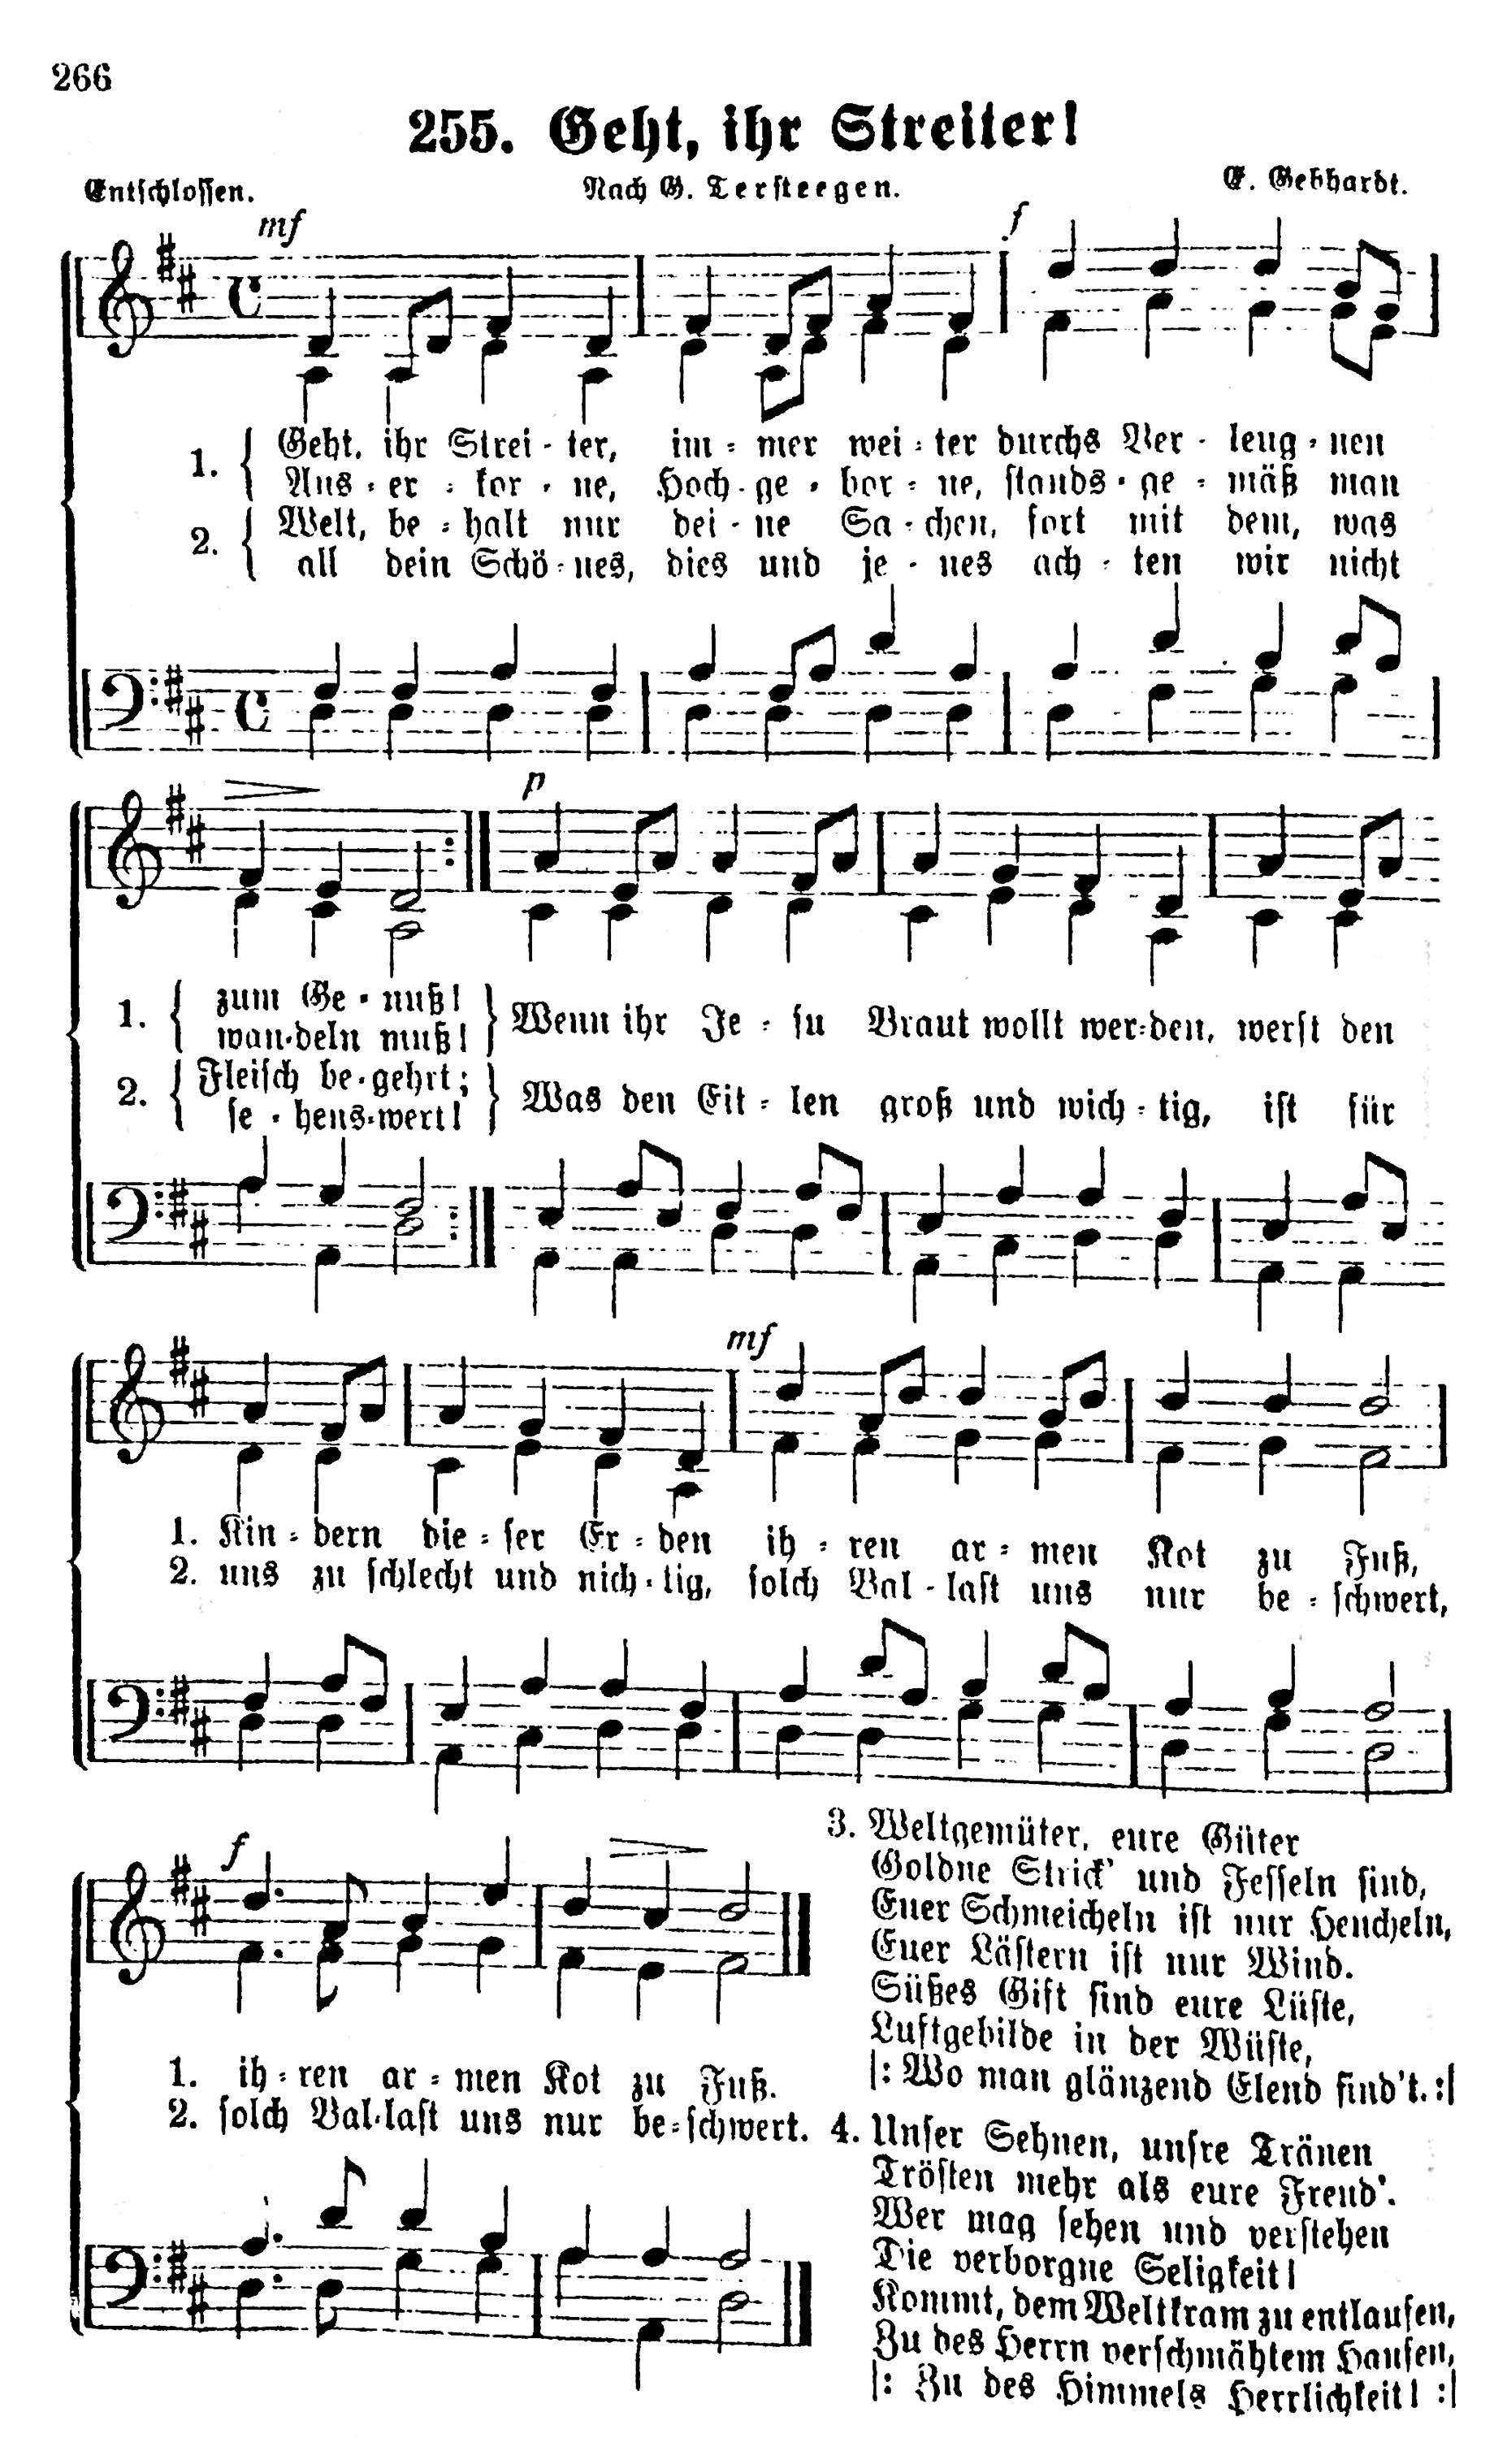 266
255. Geht, ihr Streiter!
Entschlossen.
Nach G. Tersteegen.
E. Gebhardt.
mf
f
1. { Geht, ihr Strei - ter, im - mer wei - ter durchs Ver - leug - nen
Aus - er - kor - ne, Hoch - ge - bor - ne, stands - ge - mäß man
2. { Welt, be - halt nur dei - ne Sa - chen, fort mit dem, was
all dein Schö - nes, dies und je - nes ach - ten wir nicht
p
1. { zum Ge - nuß! } Wenn ihr Je - su Braut wollt wer - den, werft den
wan - deln muß!
2. { Fleisch be - gehrt; } Was den Eit - len groß und wich - tig, ist für
se - hens - wert!
mf
1. Kin - dern die - ser Er - den ih - ren ar - men Kot zu Fuß,
2. uns zu schlecht und nich - tig, solch Bal - last uns nur be - schwert,
f
1. ih - ren ar - men Kot zu Fuß.
2. solch Bal - last uns nur be - schwert.
3. Weltgemüter, eure Güter
Goldne Strick' und Fesseln sind,
Euer Schmeicheln ist nur Heucheln,
Euer Lästern ist nur Wind.
Süßes Gift sind eure Lüste,
Luftgebilde in der Wüste,
|: Wo man glänzend Elend find't. :|
4. Unser Sehnen, unsre Tränen
Trösten mehr als eure Freud'.
Wer mag sehen und verstehen
Die verborgne Seligkeit!
Kommt, dem Weltkram zu entlaufen,
Zu des Herrn verschmähtem Haufen,
|: Zu des Himmels Herrlichkeit! :|